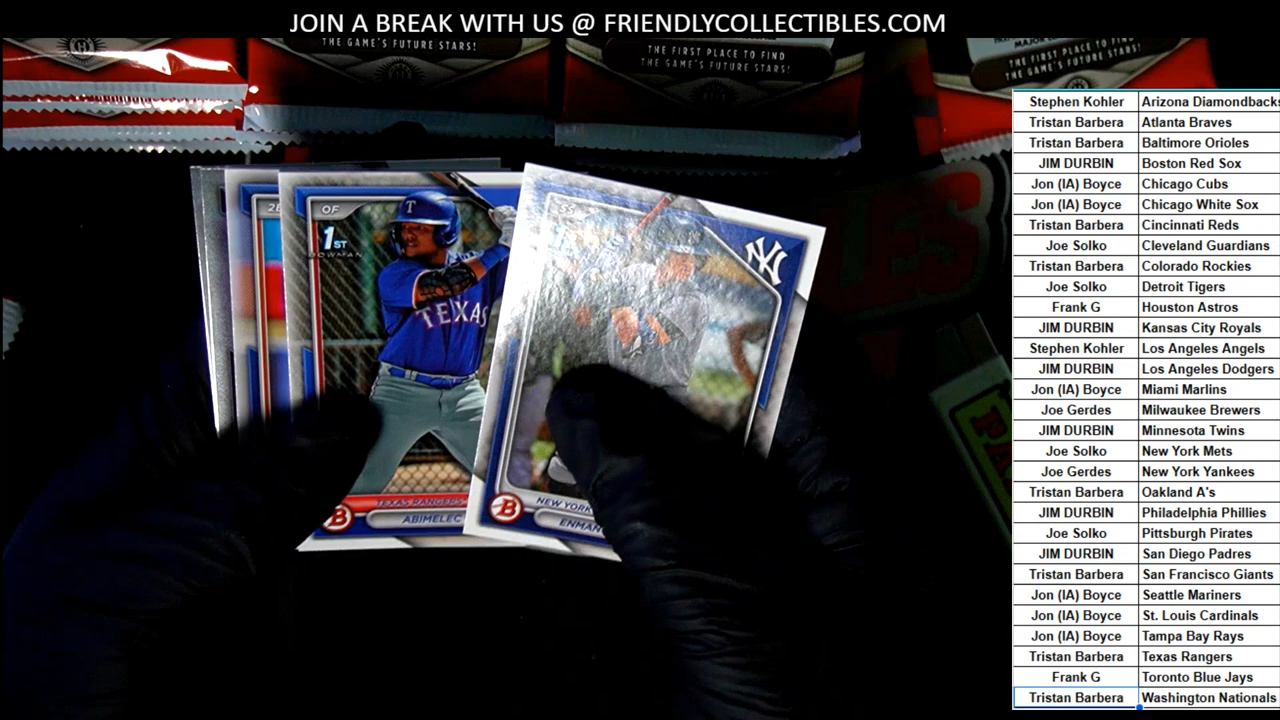 JOIN A BREAK WITH US @ FRIENDLYCOLLECTIBLES.COM
THE GAME'S FUTURE STARS!
THE FIRST PLACE TO FIND
THE GAME'S FUTURE STARS!
THE FIRST PLACE TO FIND
THE GAME'S FUTURE STARS!
OF
1ST
BOWMAN
T
TEXAS
TEXAS RANGERS
B
ABIMELEC
SS
NY
B
NEW YORK
ENMAN
Stephen Kohler Arizona Diamondbacks
Tristan Barbera Atlanta Braves
Tristan Barbera Baltimore Orioles
JIM DURBIN Boston Red Sox
Jon (IA) Boyce Chicago Cubs
Jon (IA) Boyce Chicago White Sox
Tristan Barbera Cincinnati Reds
Joe Solko Cleveland Guardians
Tristan Barbera Colorado Rockies
Joe Solko Detroit Tigers
Frank G Houston Astros
JIM DURBIN Kansas City Royals
Stephen Kohler Los Angeles Angels
JIM DURBIN Los Angeles Dodgers
Jon (IA) Boyce Miami Marlins
Joe Gerdes Milwaukee Brewers
JIM DURBIN Minnesota Twins
Joe Solko New York Mets
Joe Gerdes New York Yankees
Tristan Barbera Oakland A's
JIM DURBIN Philadelphia Phillies
Joe Solko Pittsburgh Pirates
JIM DURBIN San Diego Padres
Tristan Barbera San Francisco Giants
Jon (IA) Boyce Seattle Mariners
Jon (IA) Boyce St. Louis Cardinals
Jon (IA) Boyce Tampa Bay Rays
Tristan Barbera Texas Rangers
Frank G Toronto Blue Jays
Tristan Barbera Washington Nationals